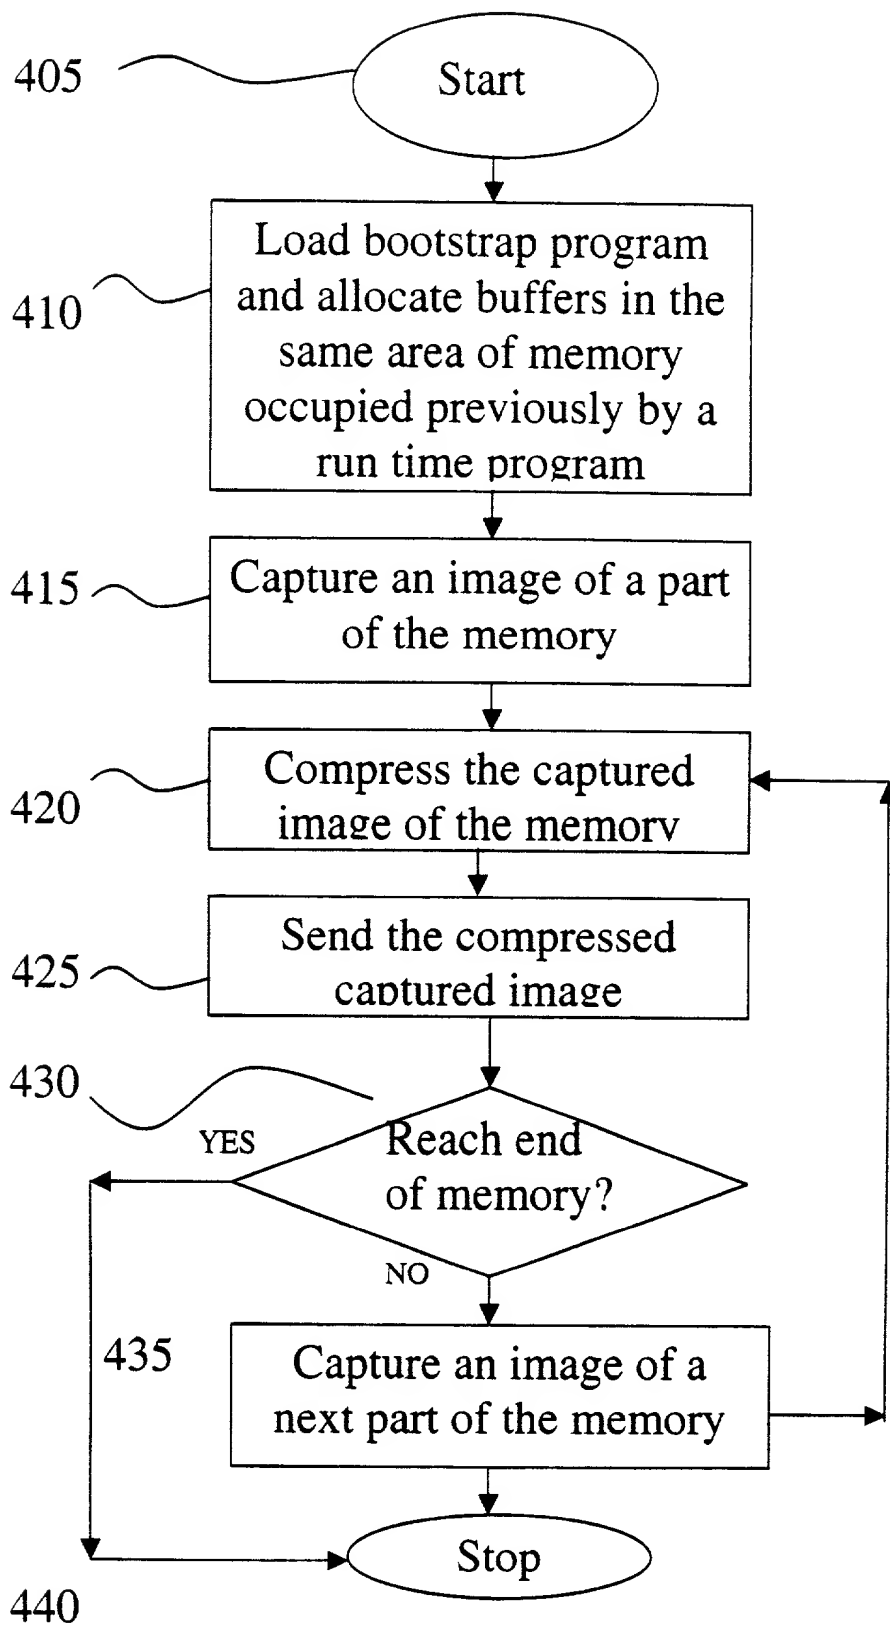 405
Start
410
Load bootstrap program
and allocate buffers in the
same area of memory
occupied previously by a
run time program
415
Capture an image of a part
of the memory
420
Compress the captured
image of the memory
425
Send the compressed
captured image
430
YES
Reach end
of memory?
NO
435
Capture an image of a
next part of the memory
Stop
440